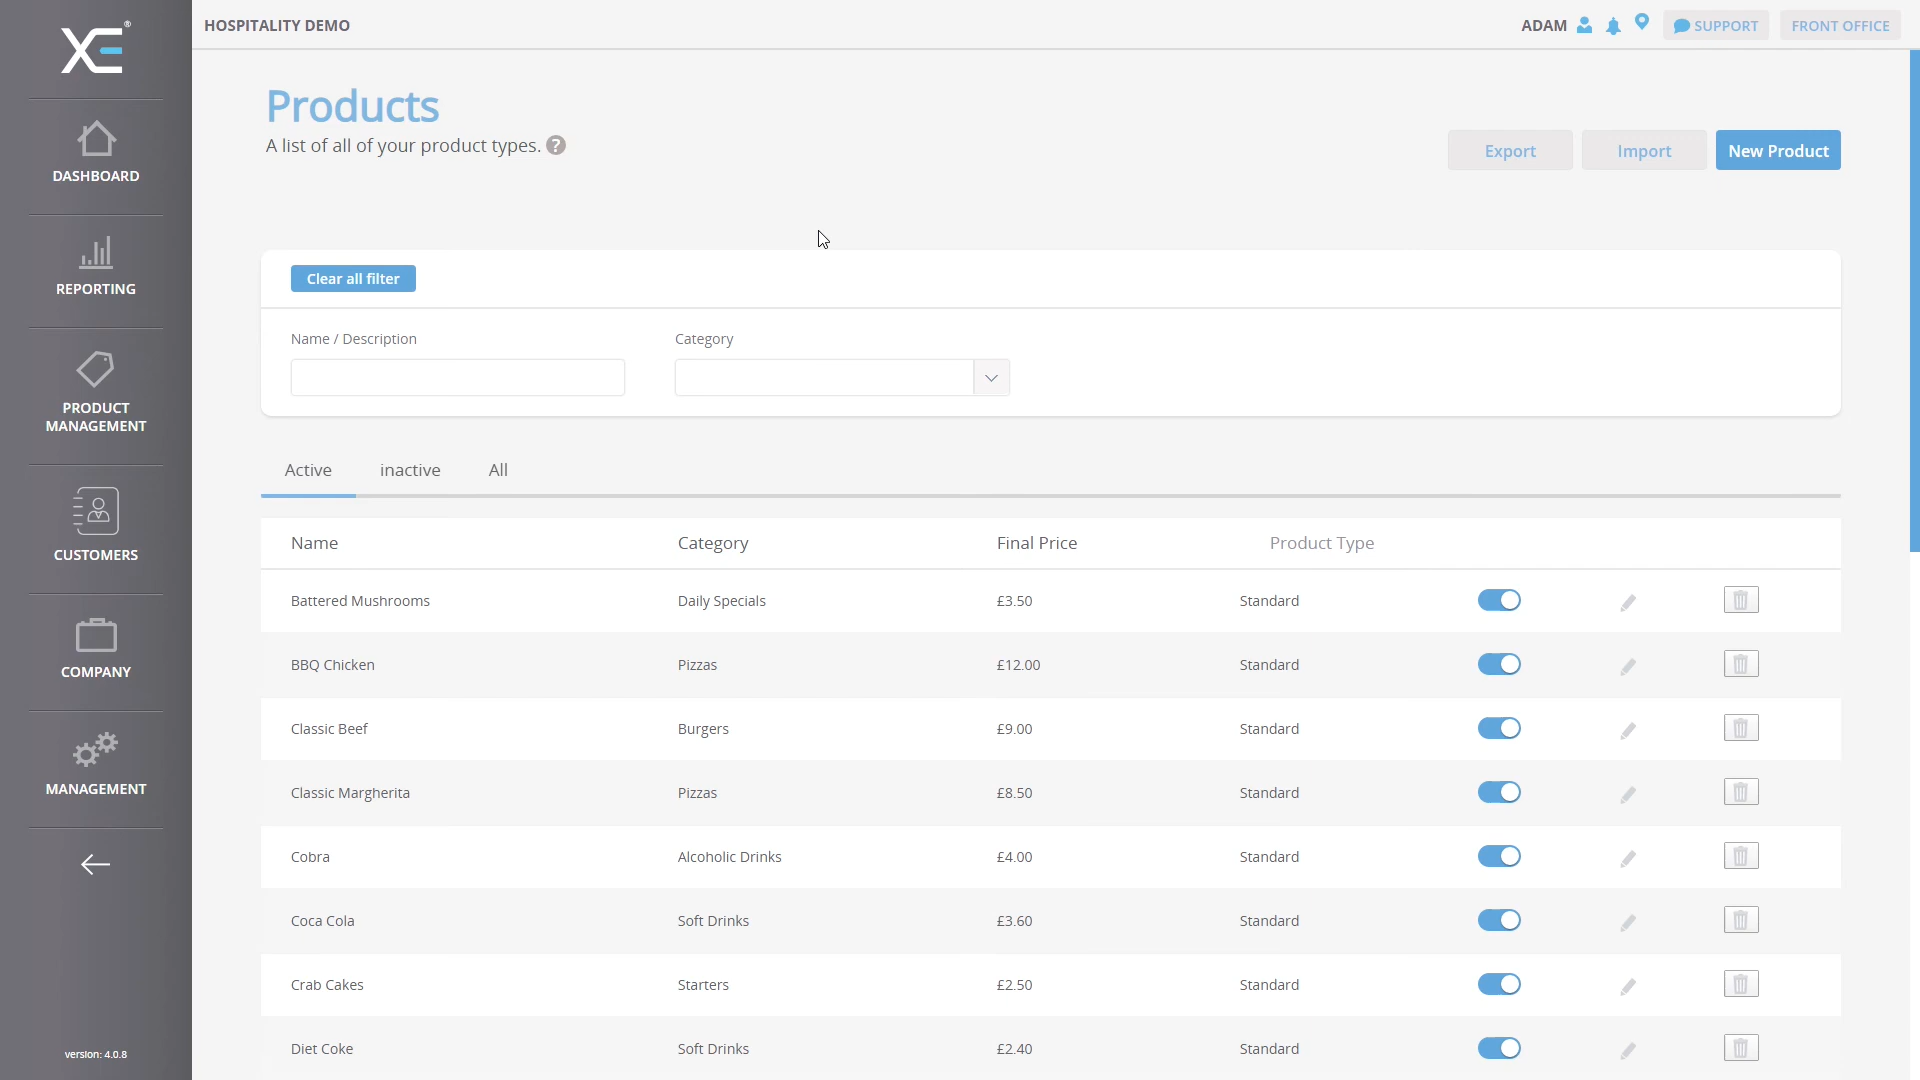 XE®
HOSPITALITY DEMO
ADAM
SUPPORT
FRONT OFFICE
DASHBOARD
REPORTING
PRODUCT
MANAGEMENT
CUSTOMERS
COMPANY
MANAGEMENT
version: 4.0.8
Products
A list of all of your product types. ?
Export
Import
New Product
Clear all filter
Name / Description
Category
Active
inactive
All
Name Category Final Price Product Type
Battered Mushrooms Daily Specials £3.50 Standard
BBQ Chicken Pizzas £12.00 Standard
Classic Beef Burgers £9.00 Standard
Classic Margherita Pizzas £8.50 Standard
Cobra Alcoholic Drinks £4.00 Standard
Coca Cola Soft Drinks £3.60 Standard
Crab Cakes Starters £2.50 Standard
Diet Coke Soft Drinks £2.40 Standard